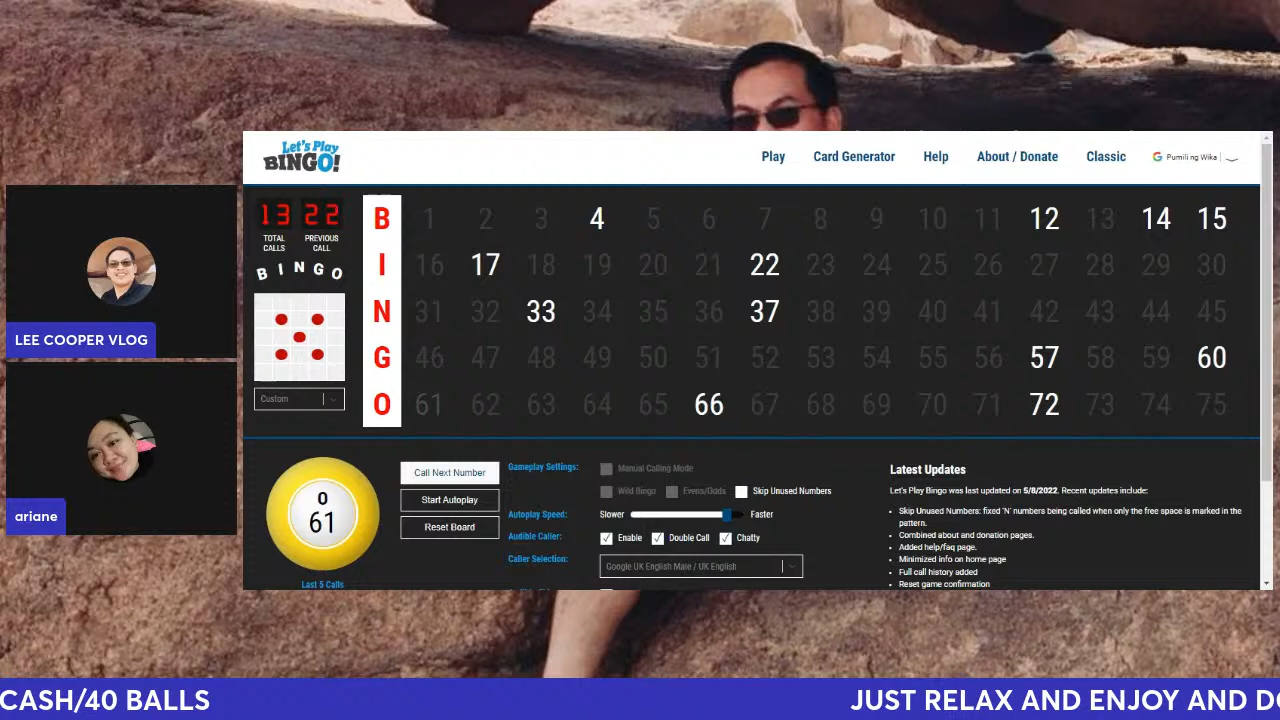 Let's Play
BINGO!
Play Card Generator Help About / Donate Classic Pumili ng Wika
13 22
TOTAL CALLS PREVIOUS CALL
B I N G O
Custom
B 1 2 3 4 5 6 7 8 9 10 11 12 13 14 15
I 16 17 18 19 20 21 22 23 24 25 26 27 28 29 30
N 31 32 33 34 35 36 37 38 39 40 41 42 43 44 45
G 46 47 48 49 50 51 52 53 54 55 56 57 58 59 60
O 61 62 63 64 65 66 67 68 69 70 71 72 73 74 75
LEE COOPER VLOG
ariane
O
61
Last 5 Calls
Call Next Number
Start Autoplay
Reset Board
Gameplay Settings: Manual Calling Mode
Wild Bingo Evens/Odds Skip Unused Numbers
Autoplay Speed: Slower Faster
Audible Caller: Enable Double Call Chatty
Caller Selection: Google UK English Male / UK English
Latest Updates
Let's Play Bingo was last updated on 5/8/2022. Recent updates include:
Skip Unused Numbers: fixed 'N' numbers being called when only the free space is marked in the
pattern.
Combined about and donation pages.
Added help/faq page.
Minimized info on home page
Full call history added
Reset game confirmation
CASH/40 BALLS JUST RELAX AND ENJOY AND